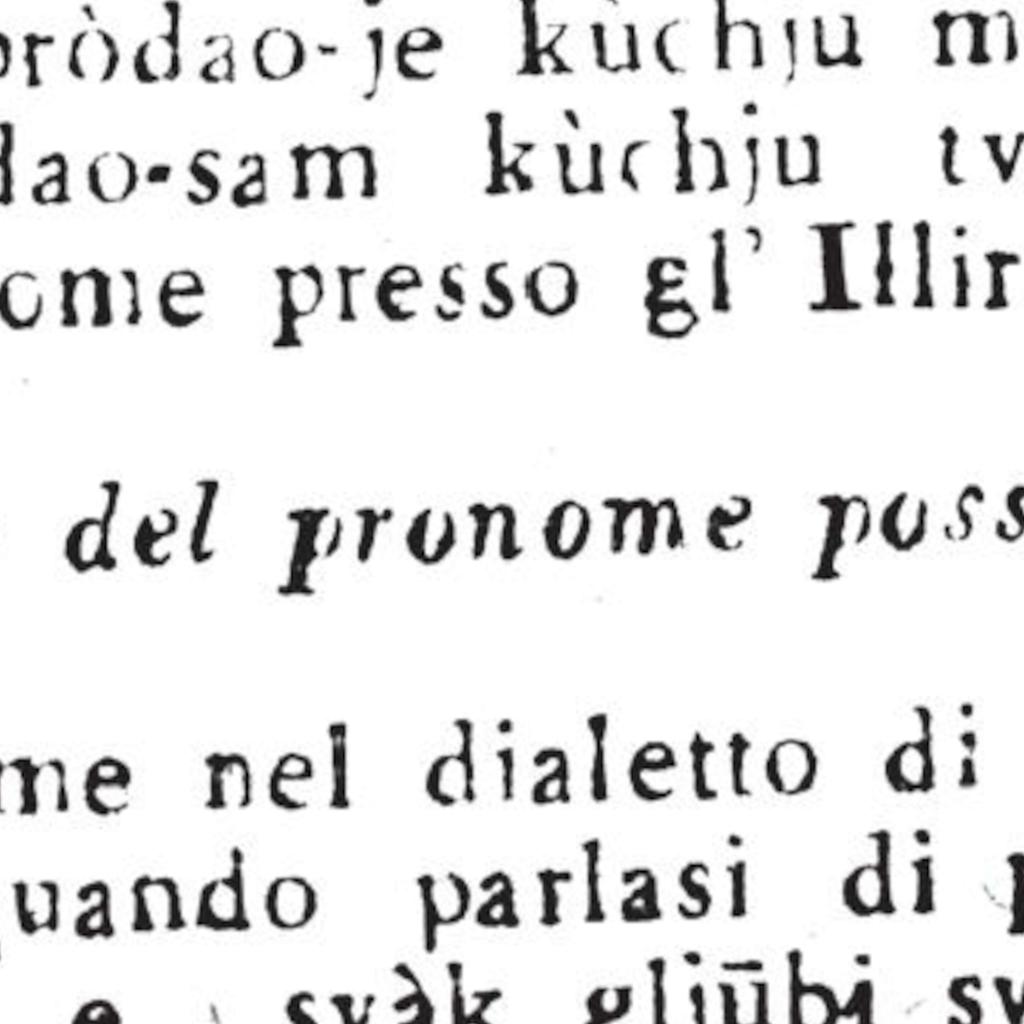 pròdao-je kùchju m
dao-sam kùchju tv
ome presso gl' Illir
del pronome poss
me nel dialetto di
quando parlasi di p
e svàk gliūbi sv